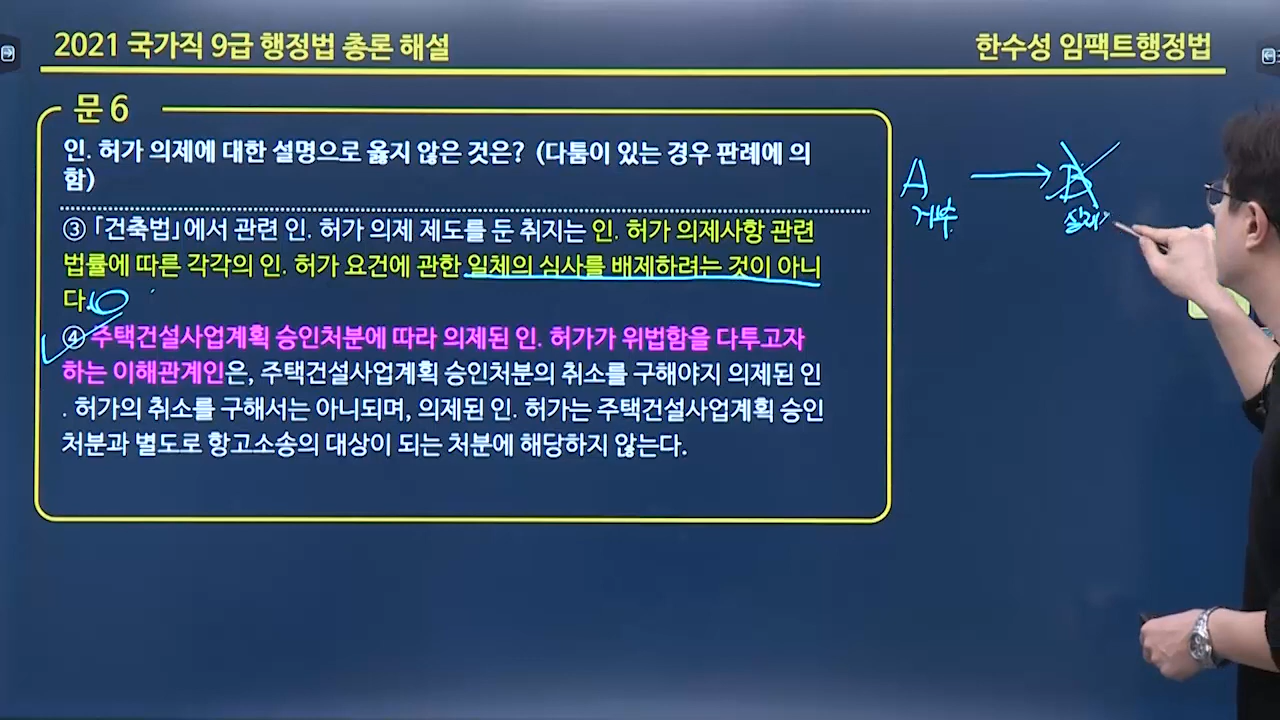 2021 국가직 9급 행정법 총론 해설
한수성 임팩트행정법
문 6
인. 허가 의제에 대한 설명으로 옳지 않은 것은? (다툼이 있는 경우 판례에 의
함)
③ 「건축법」에서 관련 인. 허가 의제 제도를 둔 취지는 인. 허가 의제사항 관련
법률에 따른 각각의 인. 허가 요건에 관한 일체의 심사를 배제하려는 것이 아니
다.
④ 주택건설사업계획 승인처분에 따라 의제된 인. 허가가 위법함을 다투고자
하는 이해관계인은, 주택건설사업계획 승인처분의 취소를 구해야지 의제된 인
. 허가의 취소를 구해서는 아니되며, 의제된 인. 허가는 주택건설사업계획 승인
처분과 별도로 항고소송의 대상이 되는 처분에 해당하지 않는다.
A → B
거부